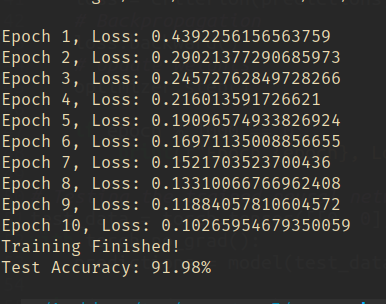 Epoch 1, Loss: 0.4392256156563759
Epoch 2, Loss: 0.29021377290685973
Epoch 3, Loss: 0.24572762849728266
Epoch 4, Loss: 0.216013591726621
Epoch 5, Loss: 0.19096574933826924
Epoch 6, Loss: 0.16971135008856655
Epoch 7, Loss: 0.1521703523700436
Epoch 8, Loss: 0.13310066766962408
Epoch 9, Loss: 0.11884057810604572
Epoch 10, Loss: 0.10265954679350059
Training Finished!
Test Accuracy: 91.98%